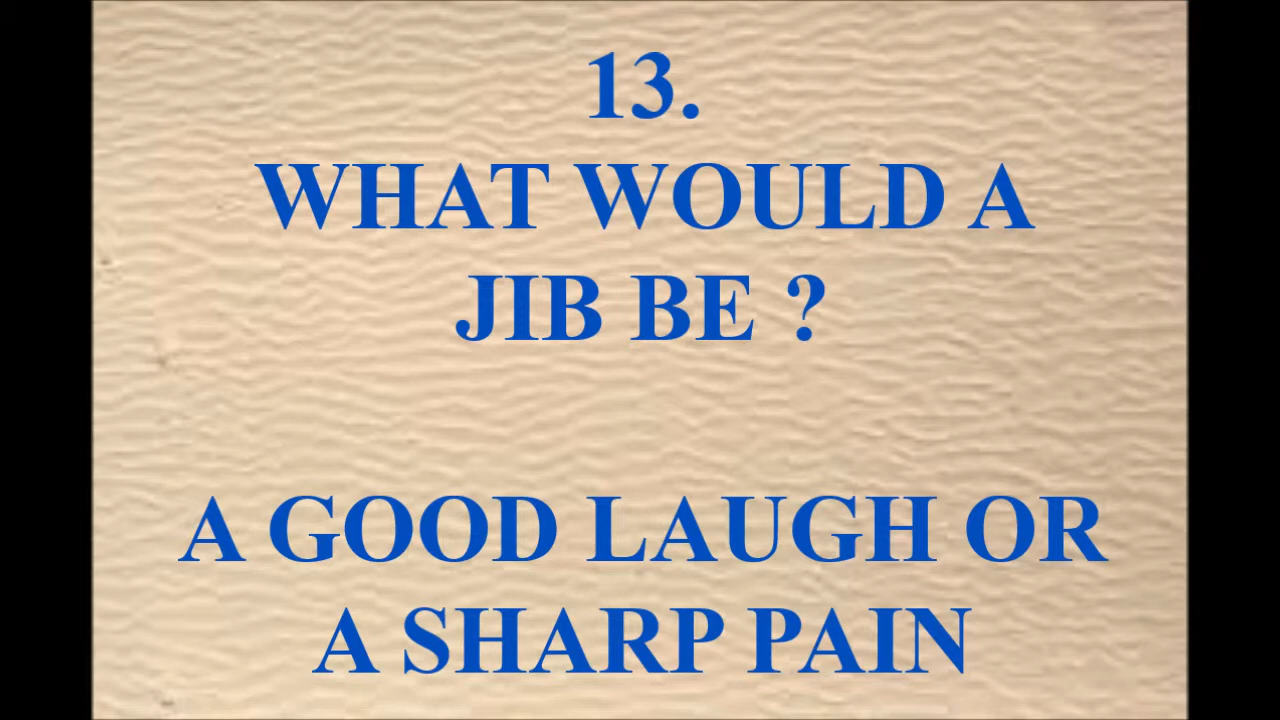 13.
WHAT WOULD A
JIB BE ?
A GOOD LAUGH OR
A SHARP PAIN